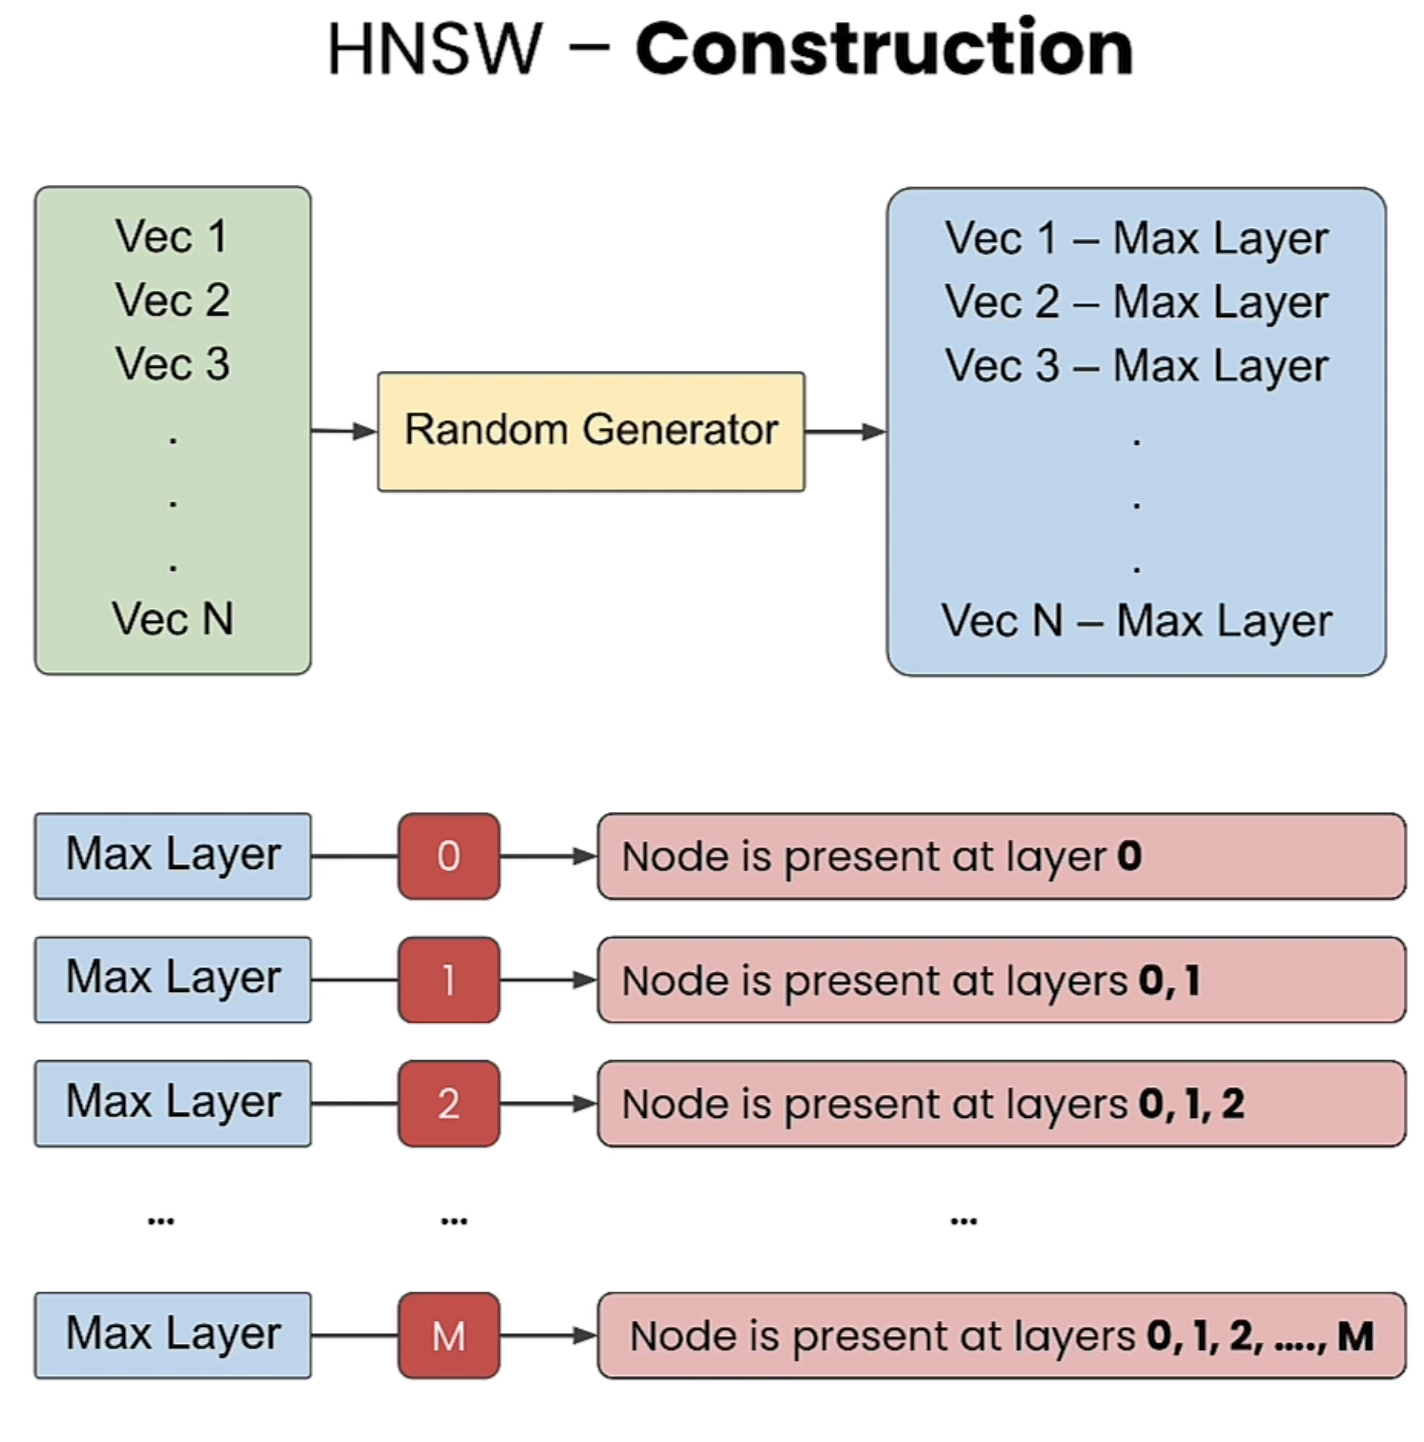 HNSW – Construction
Vec 1
Vec 2
Vec 3
.
.
.
Vec N
Random Generator
Vec 1 – Max Layer
Vec 2 – Max Layer
Vec 3 – Max Layer
.
.
.
Vec N – Max Layer
Max Layer 0 Node is present at layer 0
Max Layer 1 Node is present at layers 0, 1
Max Layer 2 Node is present at layers 0, 1, 2
... ... ...
Max Layer M Node is present at layers 0, 1, 2, ...., M